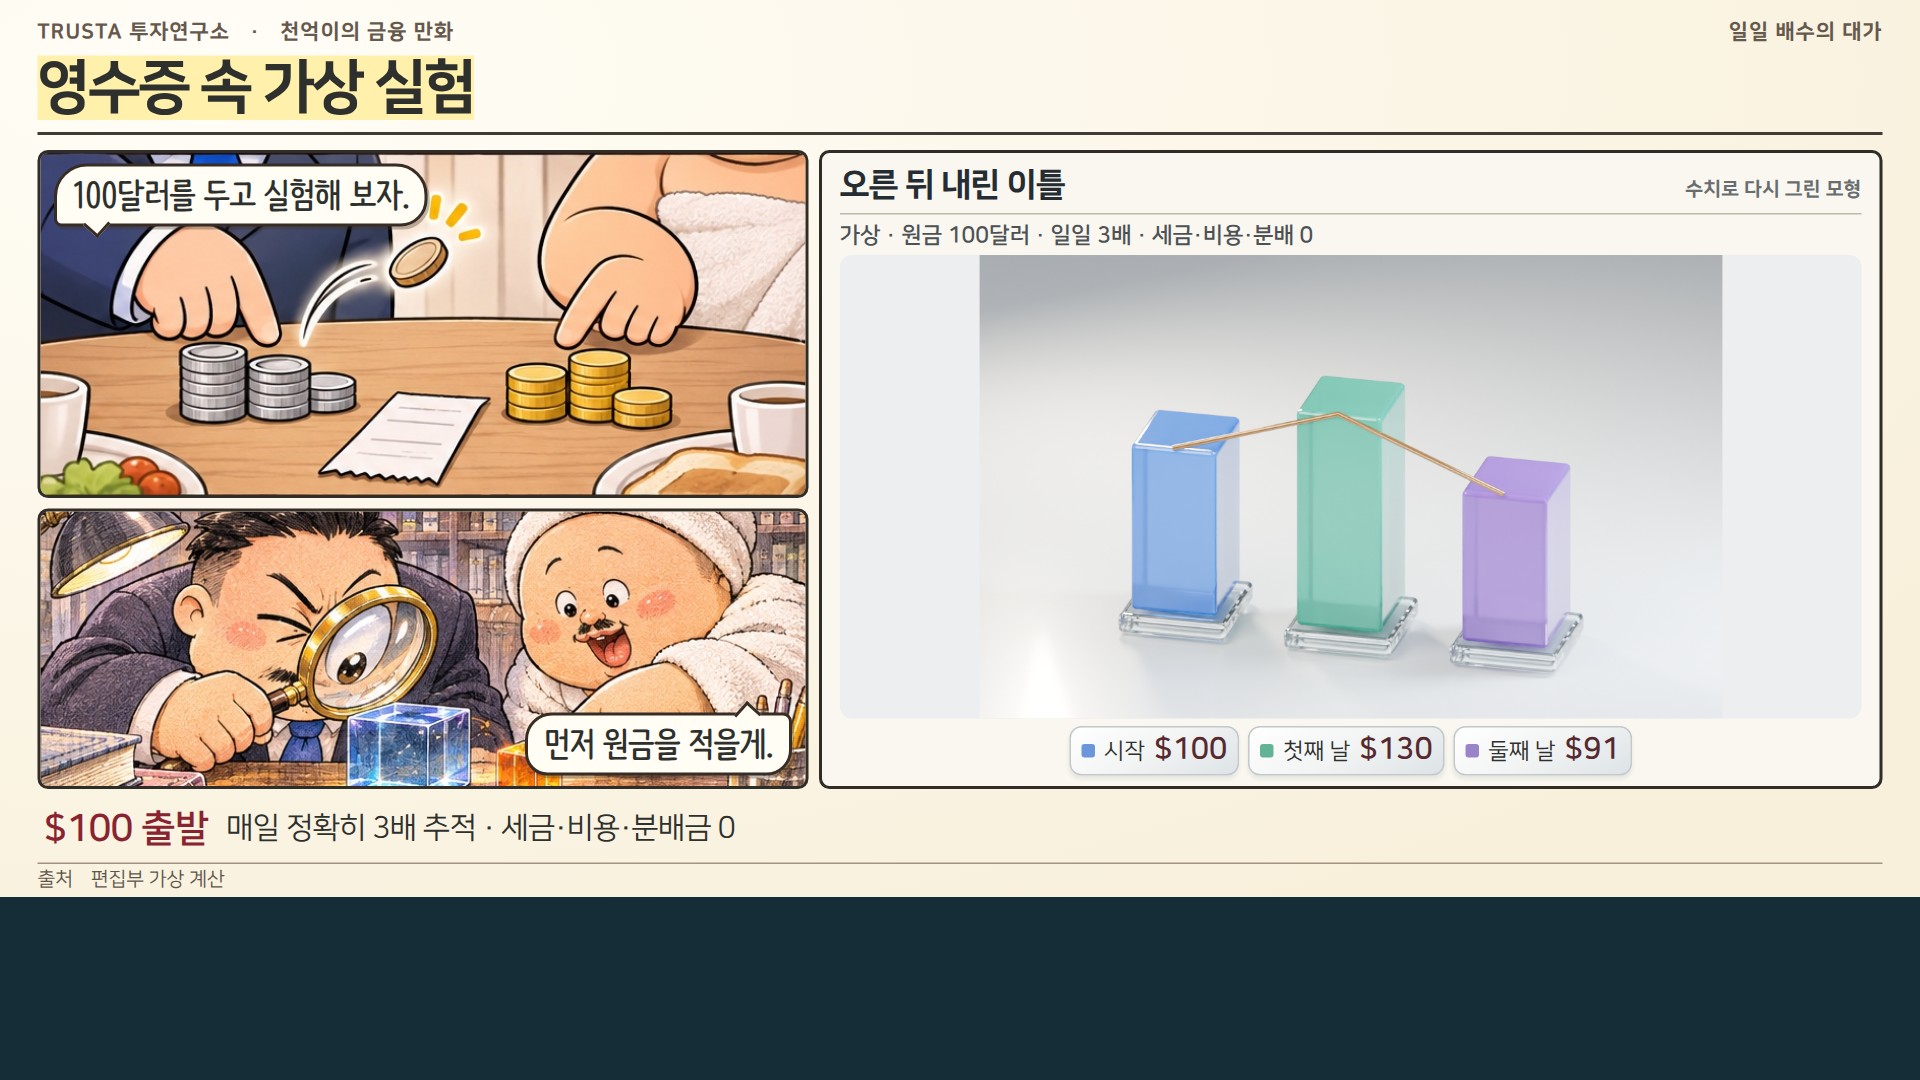 TRUSTA 투자연구소 · 천억이의 금융 만화
일일 배수의 대가
영수증 속 가상 실험
100달러를 두고 실험해 보자.
먼저 원금을 적을게.
오른 뒤 내린 이틀
수치로 다시 그린 모형
가상 · 원금 100달러 · 일일 3배 · 세금·비용·분배 0
시작 $100
첫째 날 $130
둘째 날 $91
$100 출발 매일 정확히 3배 추적 · 세금·비용·분배금 0
출처 편집부 가상 계산